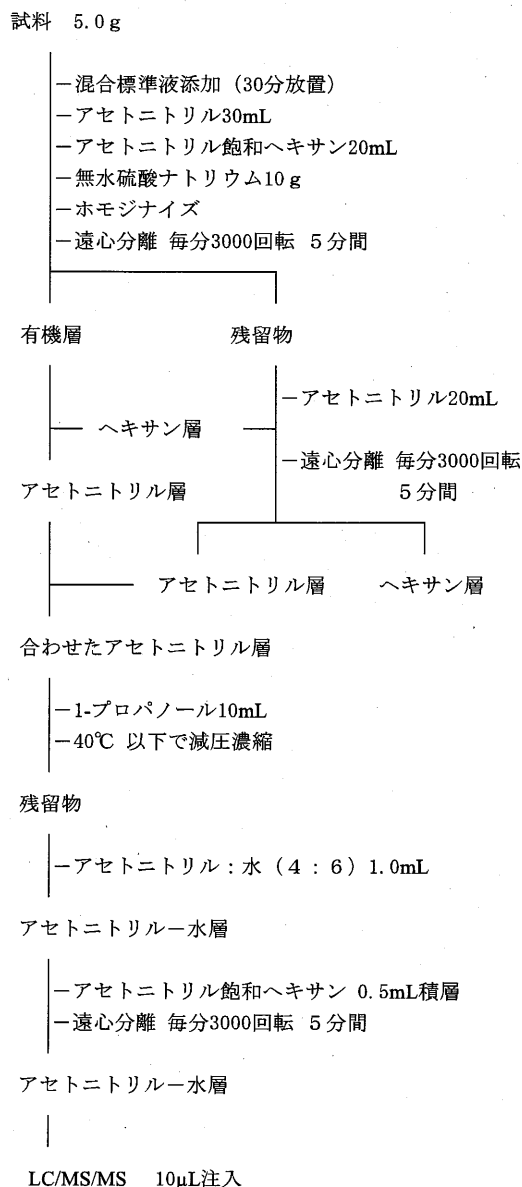 試料 5.0g
－混合標準液添加（30分放置）
－アセトニトリル30mL
－アセトニトリル飽和ヘキサン20mL
－無水硫酸ナトリウム10g
－ホモジナイズ
－遠心分離 毎分3000回転 5分間
有機層 残留物
－アセトニトリル20mL
ヘキサン層
－遠心分離 毎分3000回転
5分間
アセトニトリル層
アセトニトリル層 ヘキサン層
合わせたアセトニトリル層
－1-プロパノール10mL
－40℃ 以下で減圧濃縮
残留物
－アセトニトリル：水（4：6）1.0mL
アセトニトリル－水層
－アセトニトリル飽和ヘキサン 0.5mL積層
－遠心分離 毎分3000回転 5分間
アセトニトリル－水層
LC/MS/MS 10μL注入